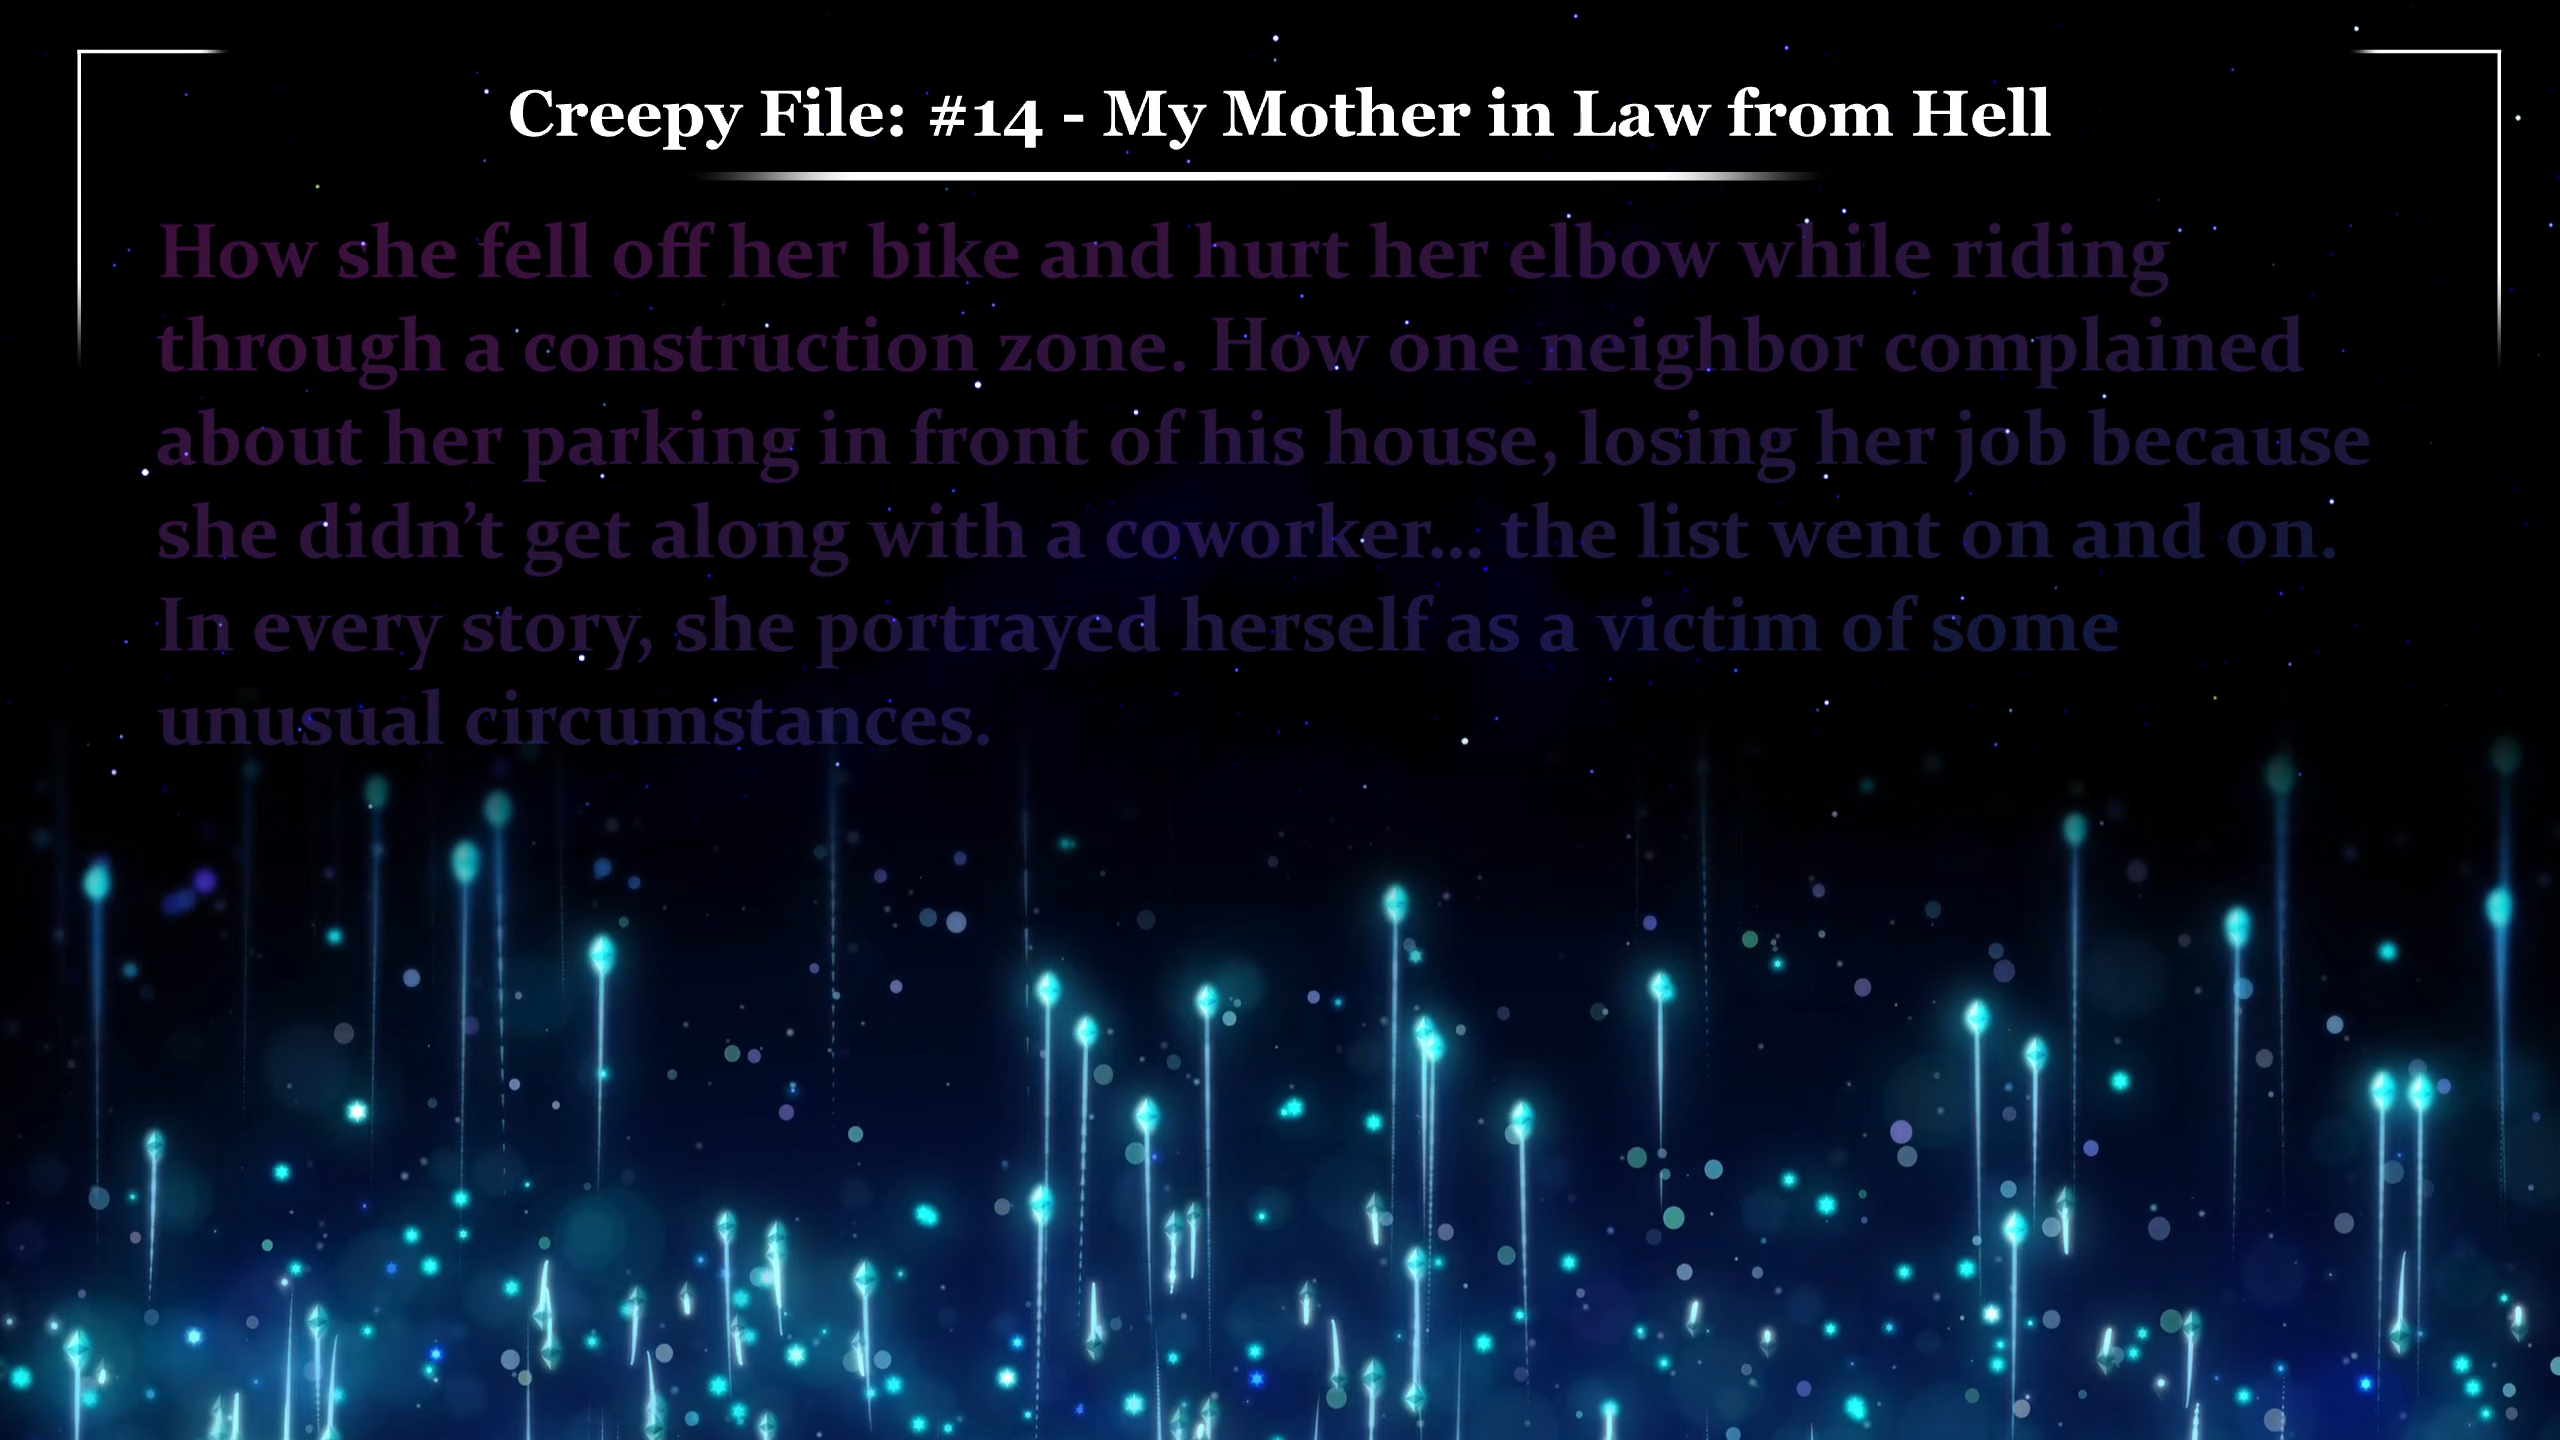 Creepy File: #14 - My Mother in Law from Hell
How she fell off her bike and hurt her elbow while riding
through a construction zone. How one neighbor complained
about her parking in front of his house, losing her job because
she didn’t get along with a coworker... the list went on and on.
In every story, she portrayed herself as a victim of some
unusual circumstances.